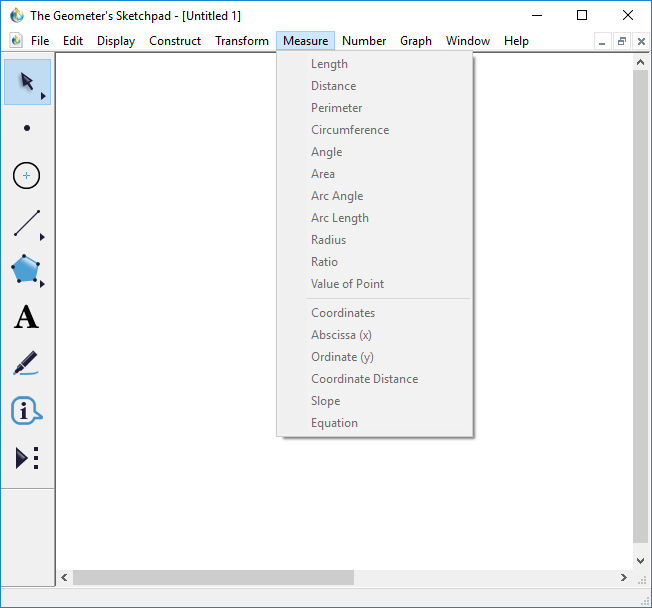 The Geometer's Sketchpad - [Untitled 1]
File Edit Display Construct Transform Measure Number Graph Window Help
Length
Distance
Perimeter
Circumference
Angle
Area
Arc Angle
Arc Length
Radius
Ratio
Value of Point
Coordinates
Abscissa (x)
Ordinate (y)
Coordinate Distance
Slope
Equation
A
i